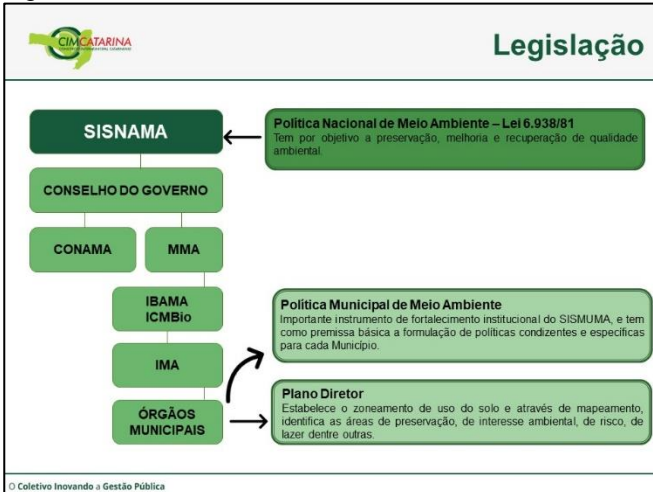 CIMCATARINA
Legislação
SISNAMA
Política Nacional de Meio Ambiente – Lei 6.938/81
Tem por objetivo a preservação, melhoria e recuperação de qualidade
ambiental.
CONSELHO DO GOVERNO
CONAMA
MMA
IBAMA
ICMBio
Política Municipal de Meio Ambiente
Importante instrumento de fortalecimento institucional do SISMUMA, e tem
como premissa básica a formulação de políticas condizentes e específicas
para cada Município.
IMA
Plano Diretor
Estabelece o zoneamento de uso do solo e através de mapeamento,
identifica as áreas de preservação, de interesse ambiental, de risco, de
lazer dentre outras.
ÓRGÃOS
MUNICIPAIS
O Coletivo Inovando a Gestão Pública